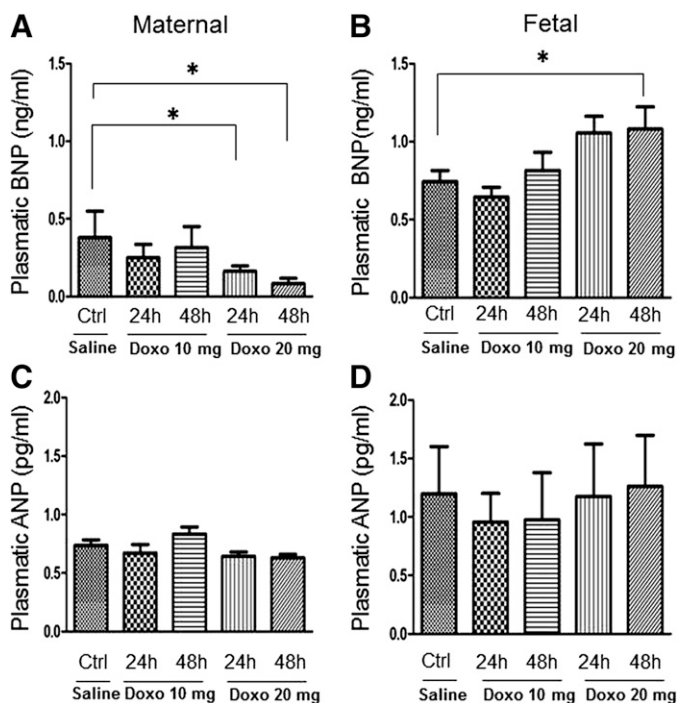 A Maternal
Plasmatic BNP (ng/ml)
1.5
1.0
0.5
0.0
*
*
Ctrl 24h 48h 24h 48h
Saline Doxo 10 mg Doxo 20 mg
B Fetal
Plasmatic BNP(ng/ml)
1.5
1.0
0.5
0.0
*
Ctrl 24h 48h 24h 48h
Saline Doxo 10 mg Doxo 20 mg
C
Plasmatic ANP (pg/ml)
2.0
1.5
1.0
0.5
0.0
Ctrl 24h 48h 24h 48h
Saline Doxo 10 mg Doxo 20 mg
D
Plasmatic ANP (pg/ml)
2.0
1.5
1.0
0.5
0.0
Ctrl 24h 48h 24h 48h
Saline Doxo 10 mg Doxo 20 mg